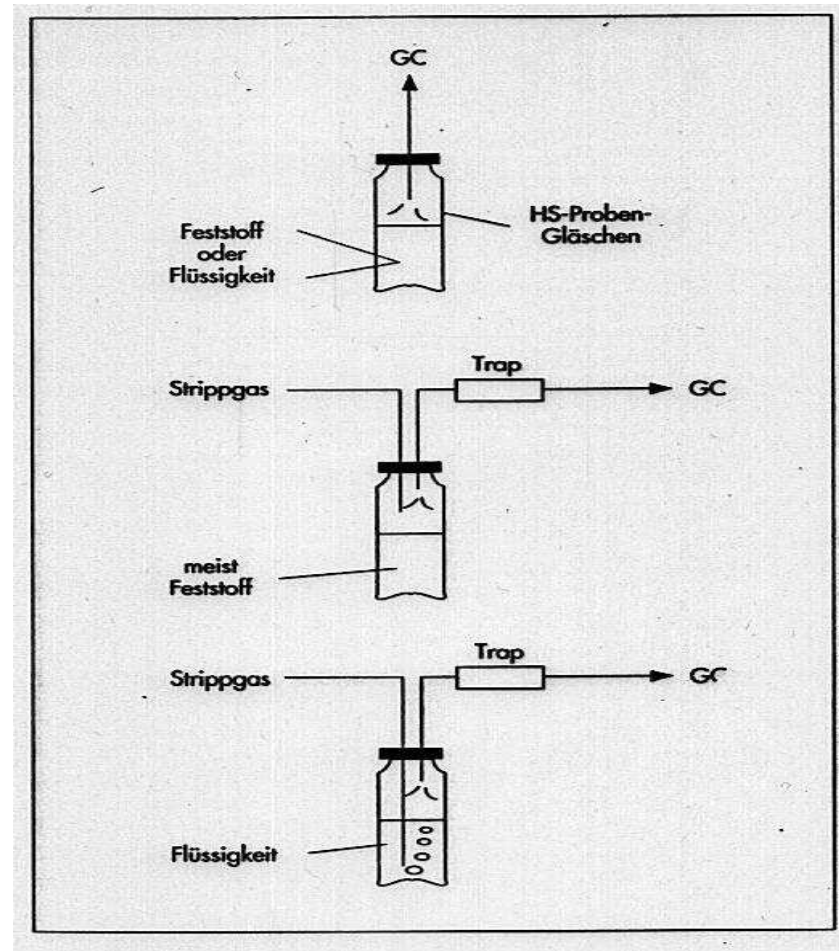 GC
HS-Proben-
Gläschen
Feststoff
oder
Flüssigkeit
Trap
Strippgas
GC
meist
Feststoff
Trap
Strippgas
GC
Flüssigkeit